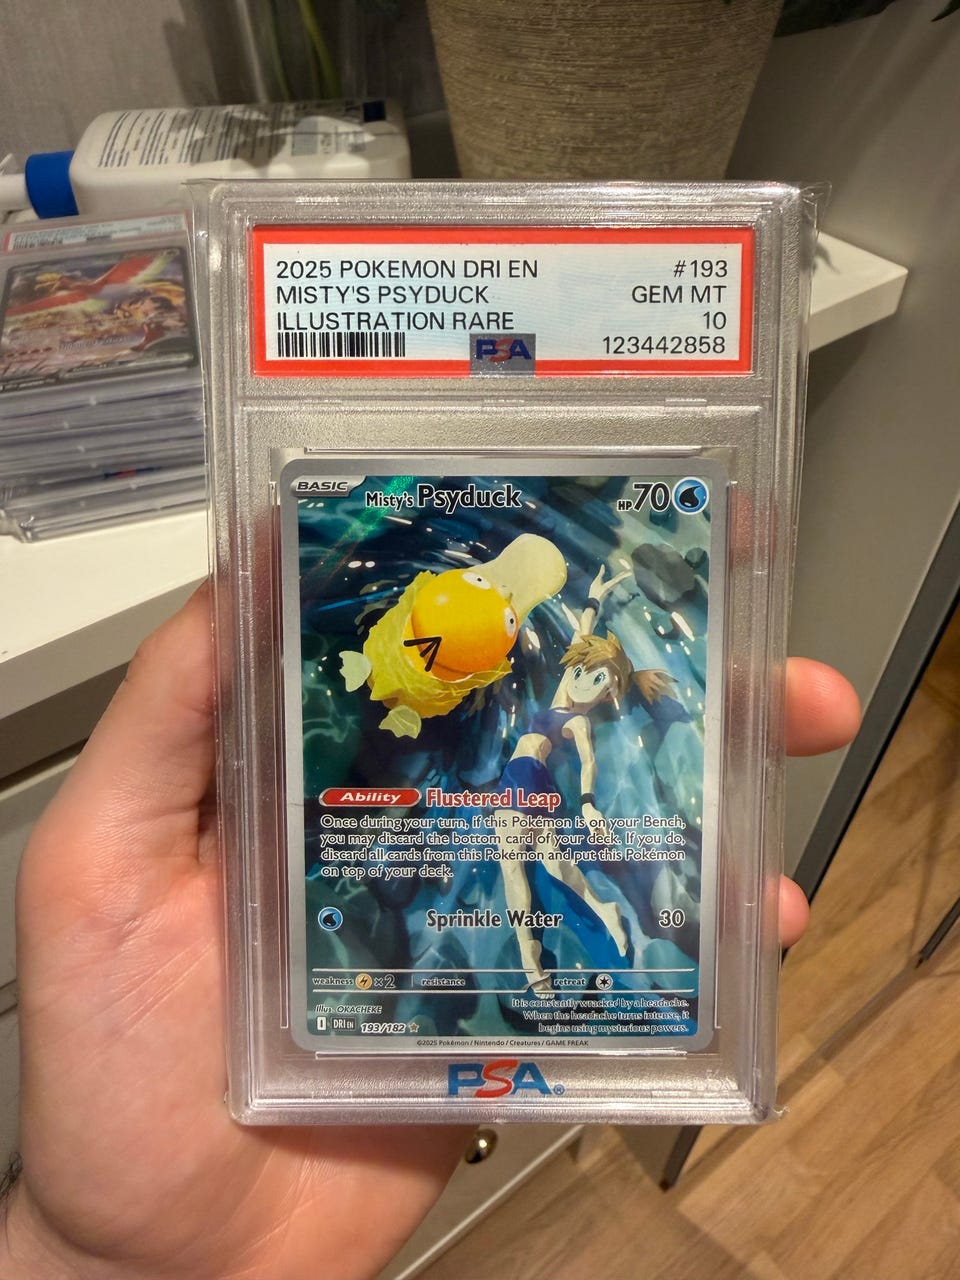 2025 POKEMON DRI EN #193
MISTY'S PSYDUCK GEM MT
ILLUSTRATION RARE 10
PSA 123442858
BASIC Misty's Psyduck HP 70
Ability Flustered Leap
Once during your turn, if this Pokémon is on your Bench,
you may discard the bottom card of your deck. If you do,
discard all cards from this Pokémon and put this Pokémon
on top of your deck.
Sprinkle Water 30
weakness ×2 resistance retreat
Illus. OKACHEKE
I DRI EN 193/182
It is constantly wracked by a headache.
When the headache turns intense, it
begins using mysterious powers.
©2025 Pokémon / Nintendo / Creatures / GAME FREAK
PSA®